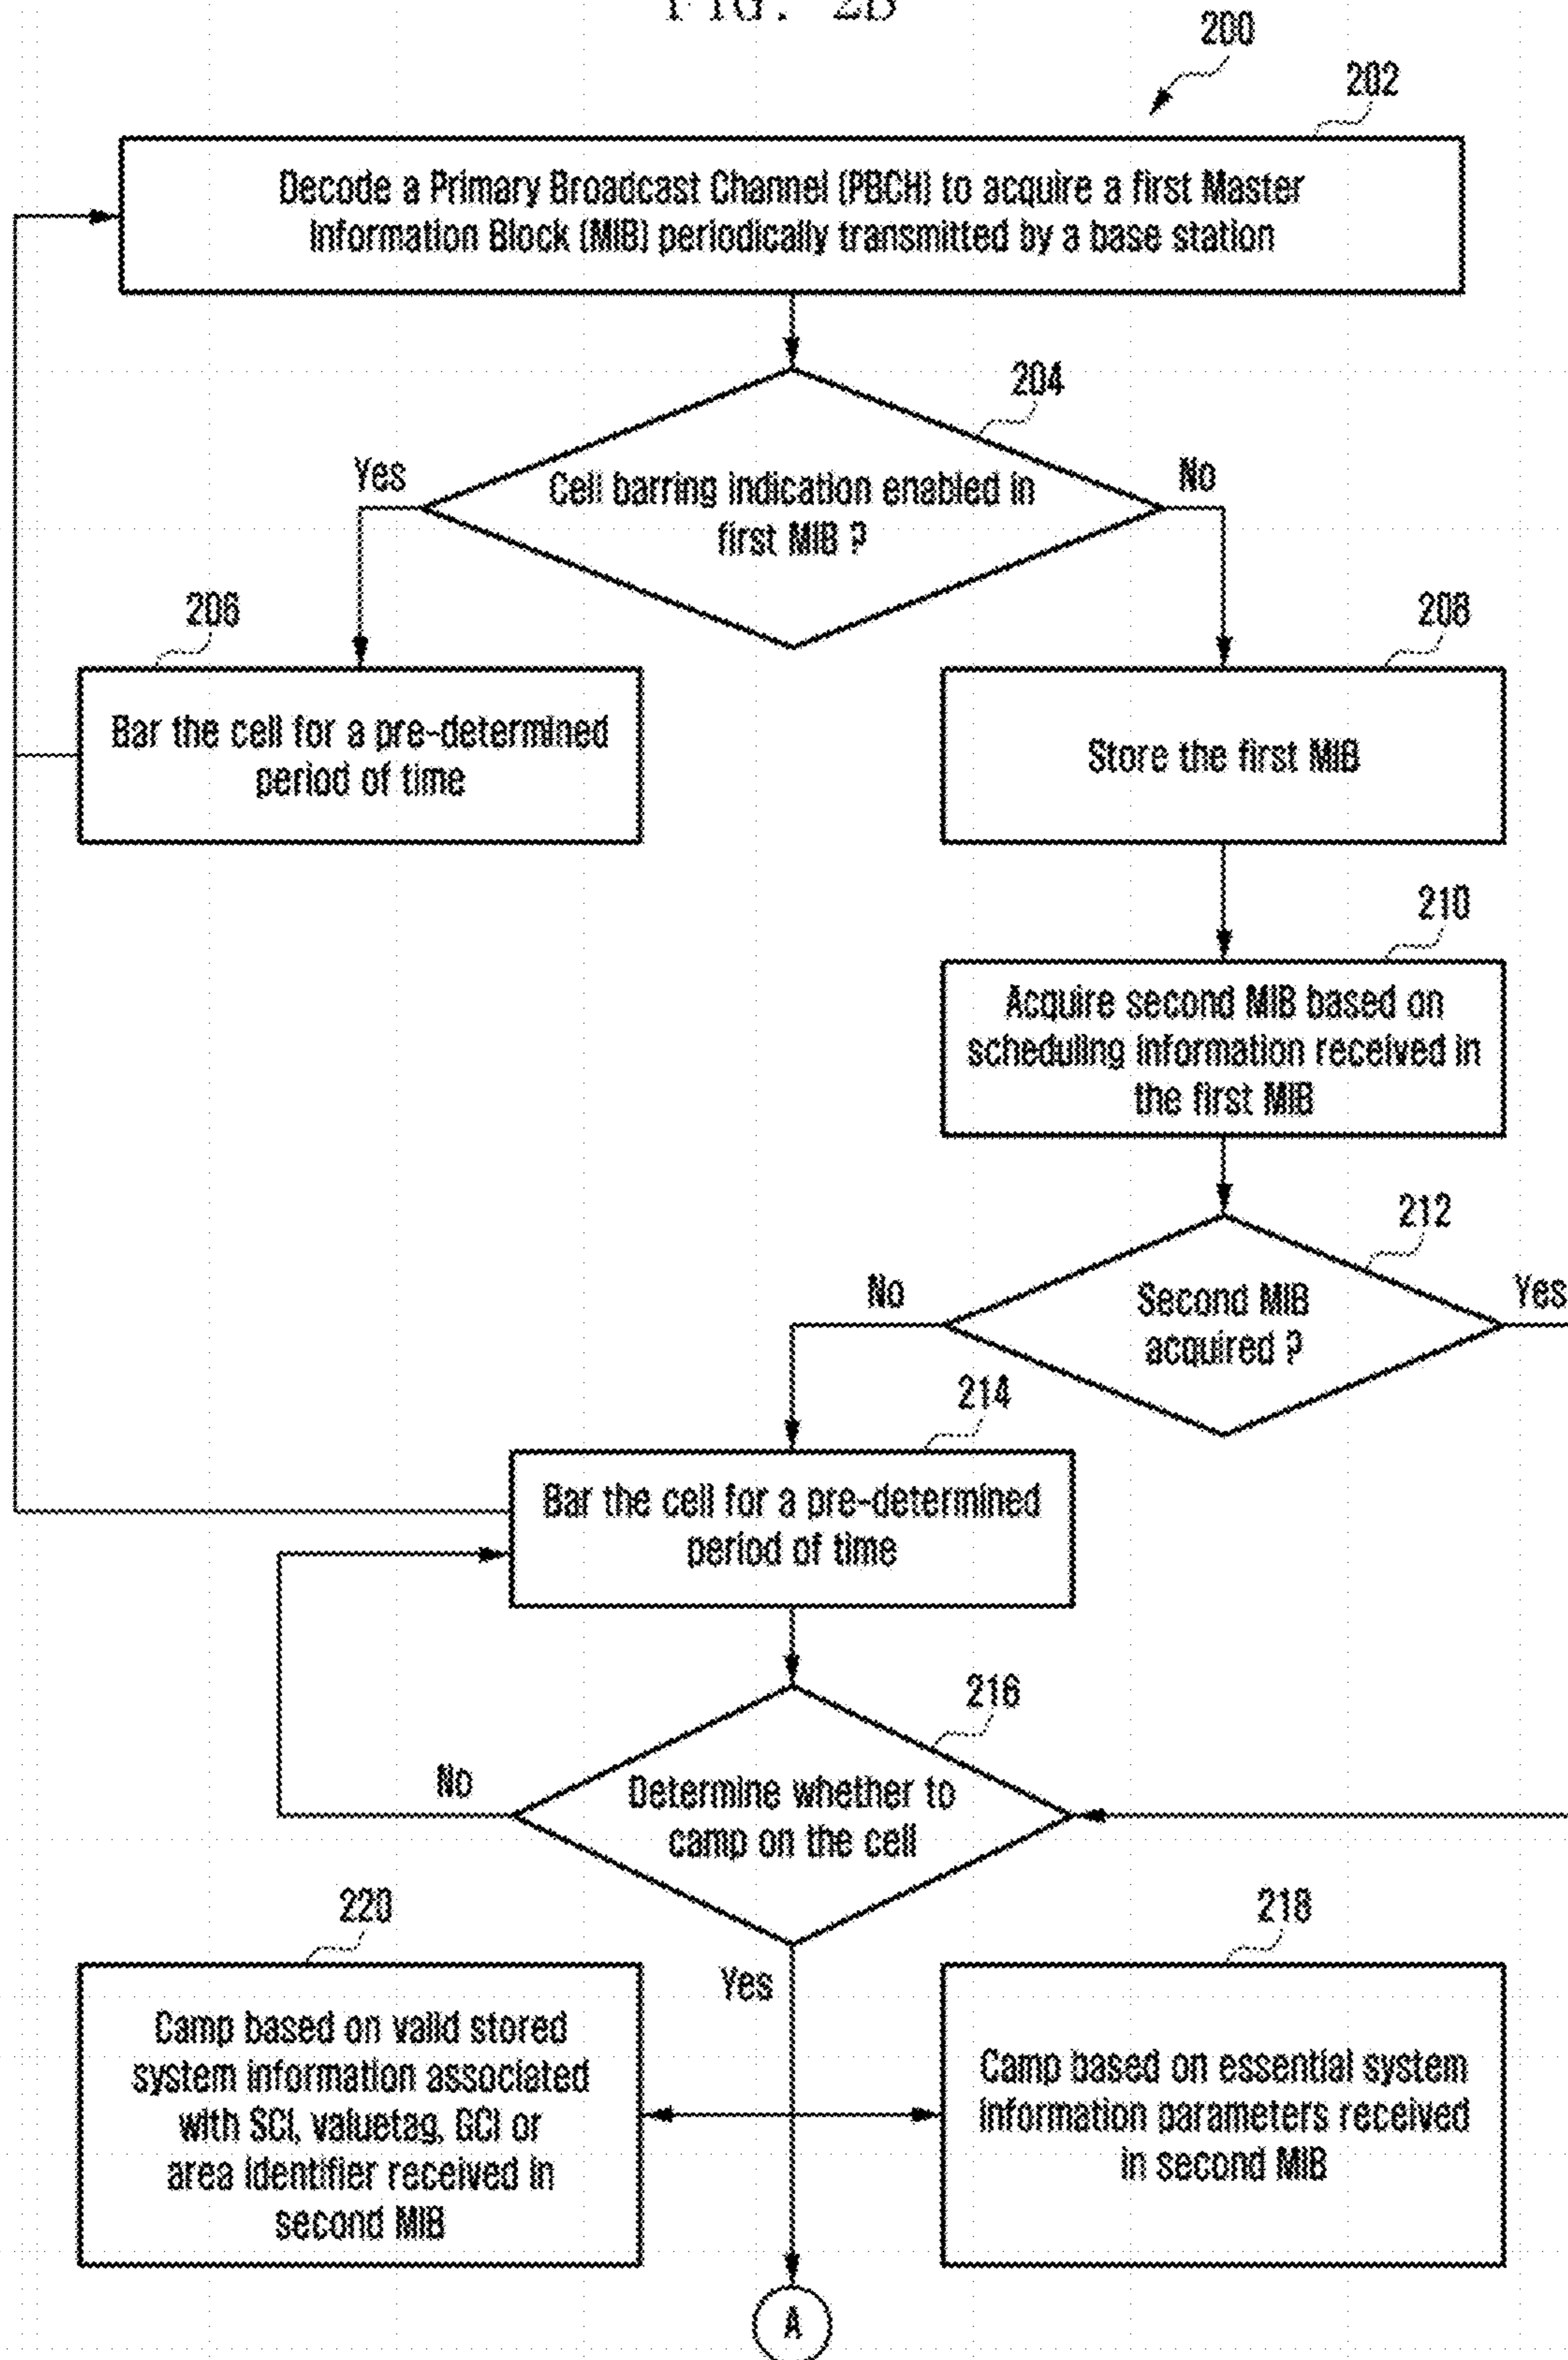 FIG. 2B
200
202
Decode a Primary Broadcast Channel (PBCH) to acquire a first Master
Information Block (MIB) periodically transmitted by a base station
204
Yes
No
Cell barring indication enabled in
first MIB ?
206
208
Bar the cell for a pre-determined
period of time
Store the first MIB
210
Acquire second MIB based on
scheduling information received in
the first MIB
212
No
Yes
Second MIB
acquired ?
214
Bar the cell for a pre-determined
period of time
216
No
Determine whether to
camp on the cell
220
218
Yes
Camp based on valid stored
system information associated
with SCI, valuetag, GCI or
area identifier received in
second MIB
Camp based on essential system
information parameters received
in second MIB
A